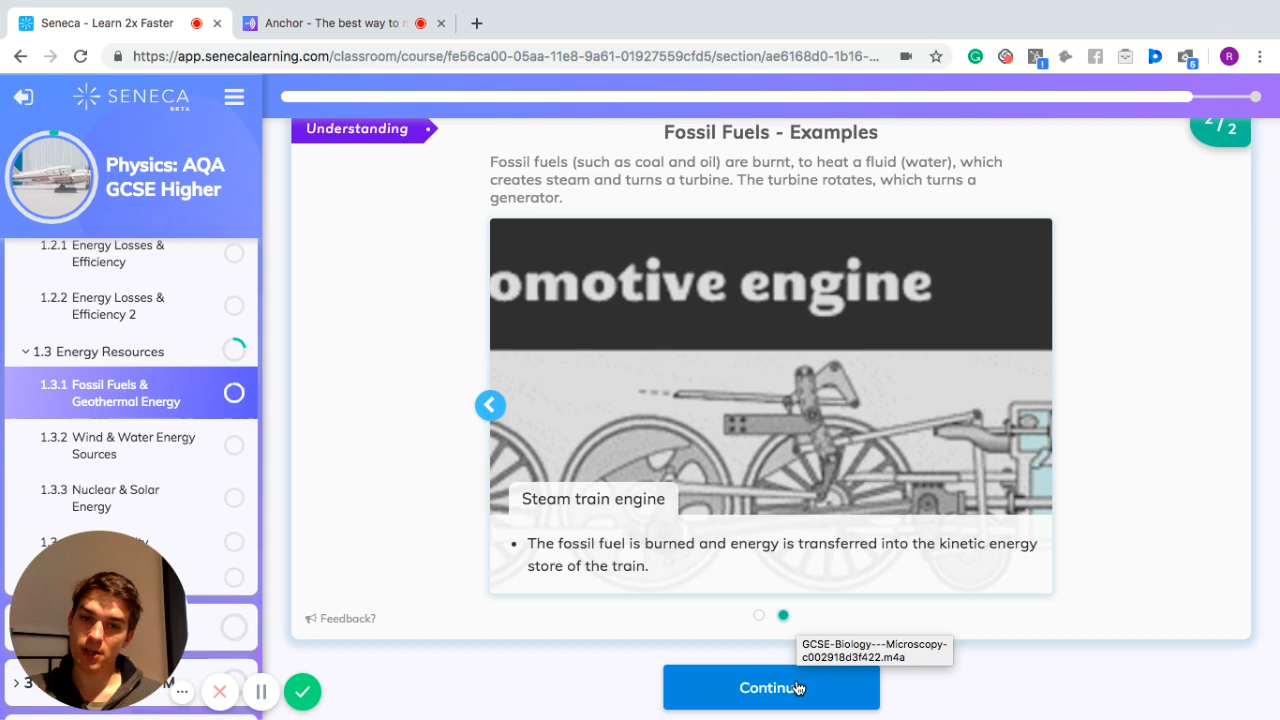 Seneca - Learn 2x Faster
Anchor - The best way to
https://app.senecalearning.com/classroom/course/fe56ca00-05aa-11e8-9a61-01927559cfd5/section/ae6168d0-1b16-...
1
5
R
SENECA
BETA
Physics: AQA
GCSE Higher
1.2.1 Energy Losses &
Efficiency
1.2.2 Energy Losses &
Efficiency 2
1.3 Energy Resources
1.3.1 Fossil Fuels &
Geothermal Energy
1.3.2 Wind & Water Energy
Sources
1.3.3 Nuclear & Solar
Energy
Understanding
2 / 2
Fossil Fuels - Examples
Fossil fuels (such as coal and oil) are burnt, to heat a fluid (water), which
creates steam and turns a turbine. The turbine rotates, which turns a
generator.
omotive engine
Steam train engine
• The fossil fuel is burned and energy is transferred into the kinetic energy
store of the train.
Feedback?
GCSE-Biology---Microscopy-
c002918d3f422.m4a
Continue